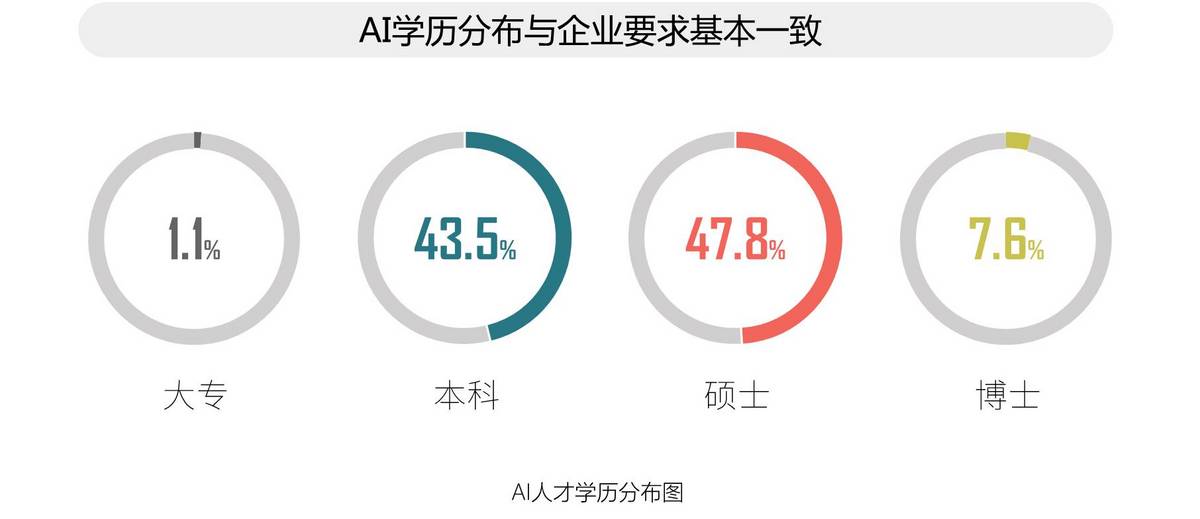 AI学历分布与企业要求基本一致
1.1%
43.5%
47.8%
7.6%
大专
本科
硕士
博士
AI人才学历分布图